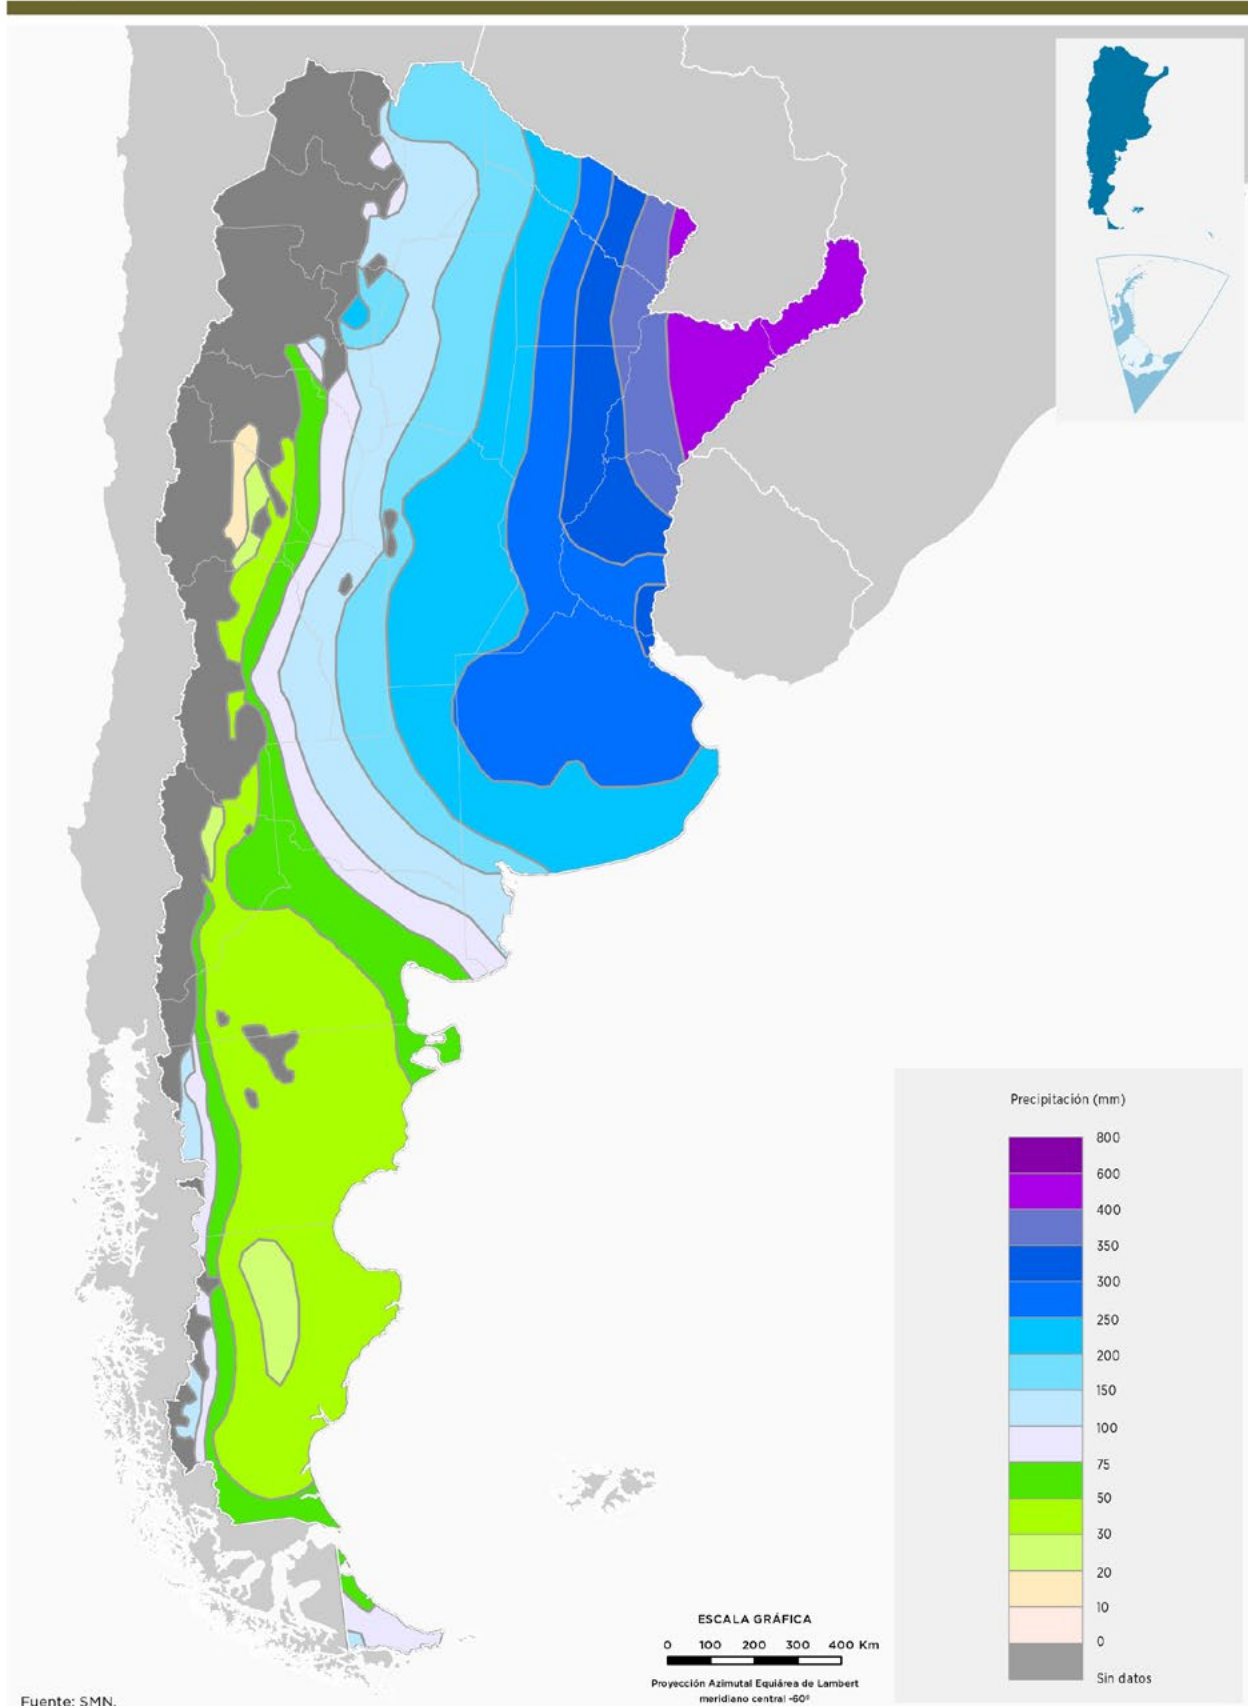 Precipitación (mm)
800
600
400
350
300
250
200
150
100
75
50
30
20
10
0
Sin datos
ESCALA GRÁFICA
0 100 200 300 400 Km
Proyección Azimutal Equiárea de Lambert
meridiano central -60º
Fuente: SMN.